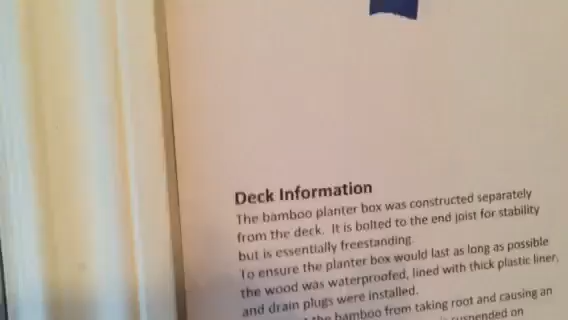 Deck Information
The bamboo planter box was constructed separately
from the deck. It is bolted to the end joist for stability
but is essentially freestanding.
To ensure the planter box would last as long as possible
the wood was waterproofed, lined with thick plastic liner,
and drain plugs were installed.
the bamboo from taking root and causing an
suspended on